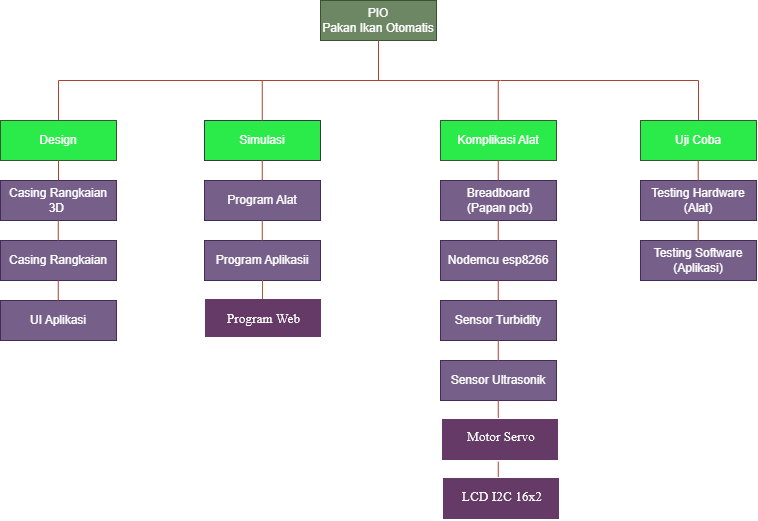 PIO
Pakan Ikan Otomatis
Design
Casing Rangkaian
3D
Casing Rangkaian
UI Aplikasi
Simulasi
Program Alat
Program Aplikasii
Program Web
Komplikasi Alat
Breadboard
(Papan pcb)
Nodemcu esp8266
Sensor Turbidity
Sensor Ultrasonik
Motor Servo
LCD I2C 16x2
Uji Coba
Testing Hardware
(Alat)
Testing Software
(Aplikasi)